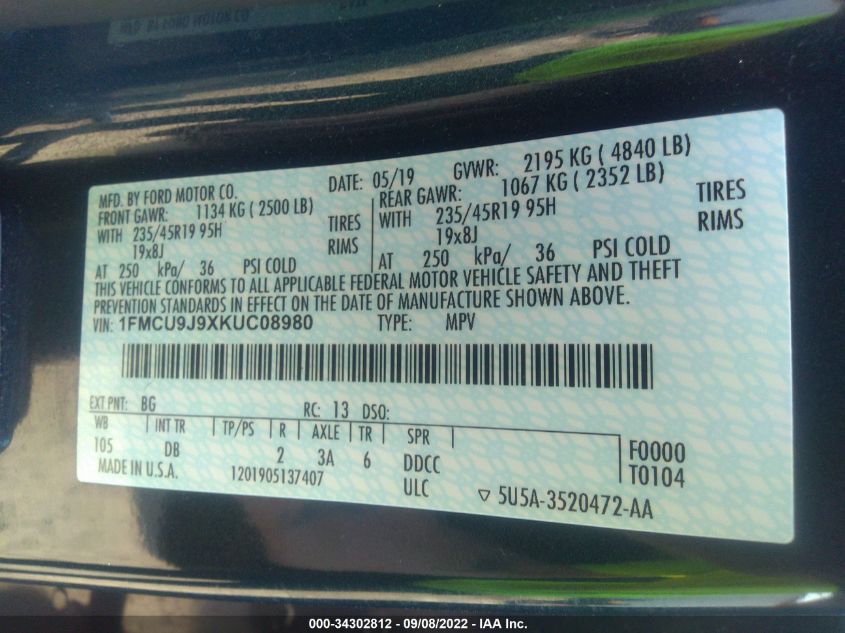 MFD. BY FORD MOTOR CO.
DATE: 05/19
GVWR: 2195 KG ( 4840 LB)
FRONT GAWR: 1134 KG ( 2500 LB)
WITH 235/45R19 95H TIRES
19x8J RIMS
AT 250 kPa/ 36 PSI COLD
REAR GAWR: 1067 KG ( 2352 LB)
WITH 235/45R19 95H TIRES
19x8J RIMS
AT 250 kPa/ 36 PSI COLD
THIS VEHICLE CONFORMS TO ALL APPLICABLE FEDERAL MOTOR VEHICLE SAFETY AND THEFT
PREVENTION STANDARDS IN EFFECT ON THE DATE OF MANUFACTURE SHOWN ABOVE.
VIN: 1FMCU9J9XKUC08980 TYPE: MPV
EXT PNT: BG RC: 13 DSO:
WB | INT TR | TP/PS | R | AXLE | TR | SPR |
105 DB 2 3A 6 DDCC
F0000
T0104
MADE IN U.S.A. 1201905137407 ULC
▽ 5U5A-3520472-AA
000-34302812 - 09/08/2022 - IAA Inc.